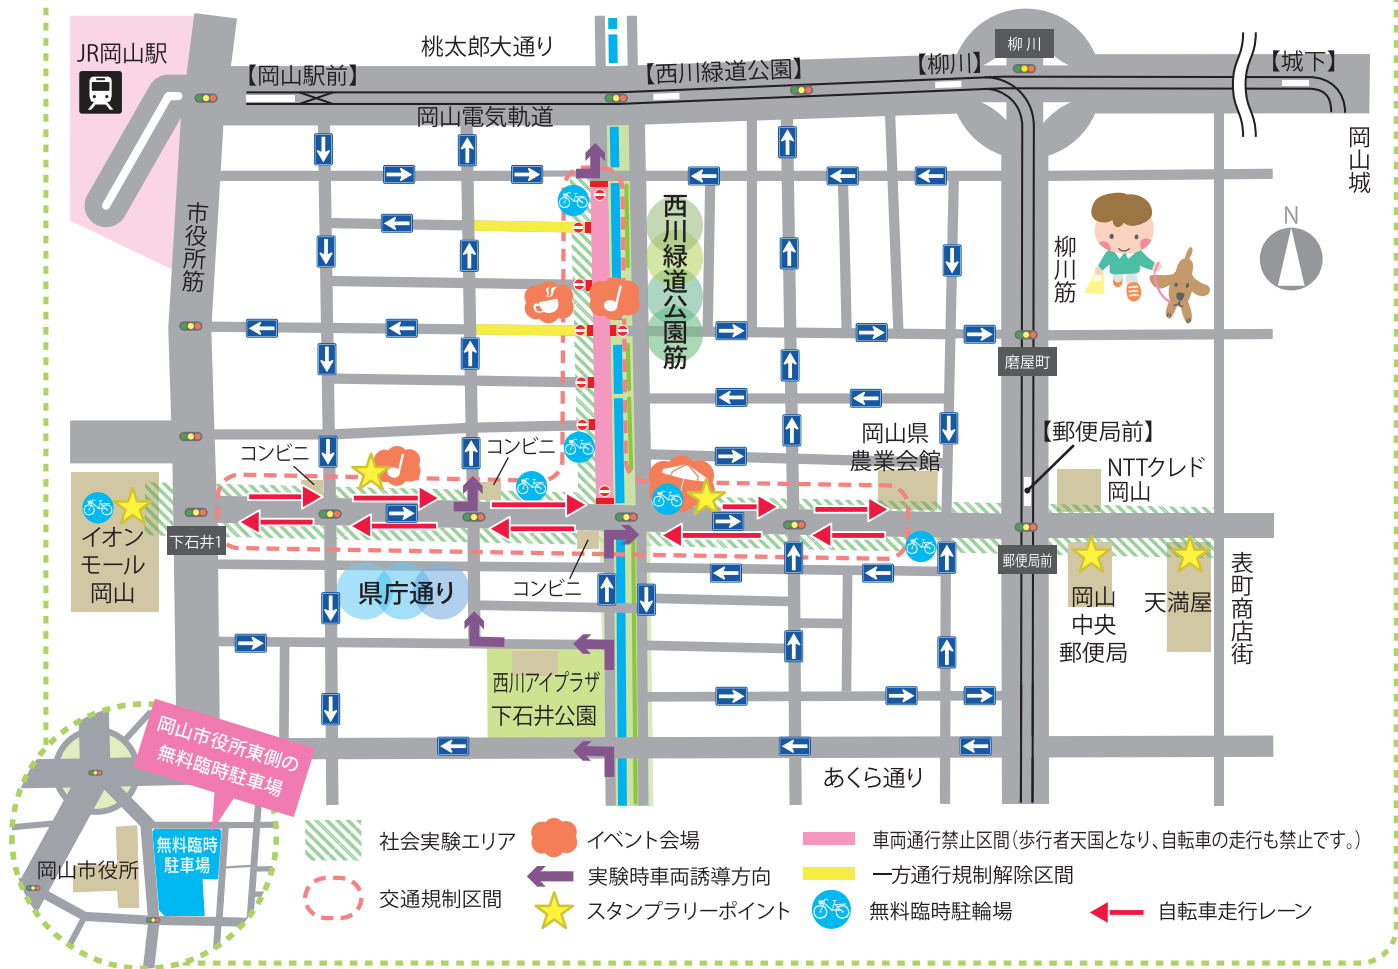 JR岡山駅
桃太郎大通り
柳川
【岡山駅前】
【西川緑道公園】
【柳川】
【城下】
岡山電気軌道
岡山城
市役所筋
西川緑道公園筋
柳川筋
N
磨屋町
コンビニ
コンビニ
岡山県
農業会館
【郵便局前】
NTTクレド
岡山
下石井1
イオン
モール
岡山
コンビニ
郵便局前
県庁通り
岡山
中央
郵便局
天満屋
表町商店街
西川アイプラザ
下石井公園
あくら通り
岡山市役所東側の
無料臨時駐車場
無料臨時
駐車場
岡山市役所
社会実験エリア
交通規制区間
イベント会場
実験時車両誘導方向
スタンプラリーポイント
車両通行禁止区間(歩行者天国となり、自転車の走行も禁止です。)
一方通行規制解除区間
無料臨時駐輪場
自転車走行レーン